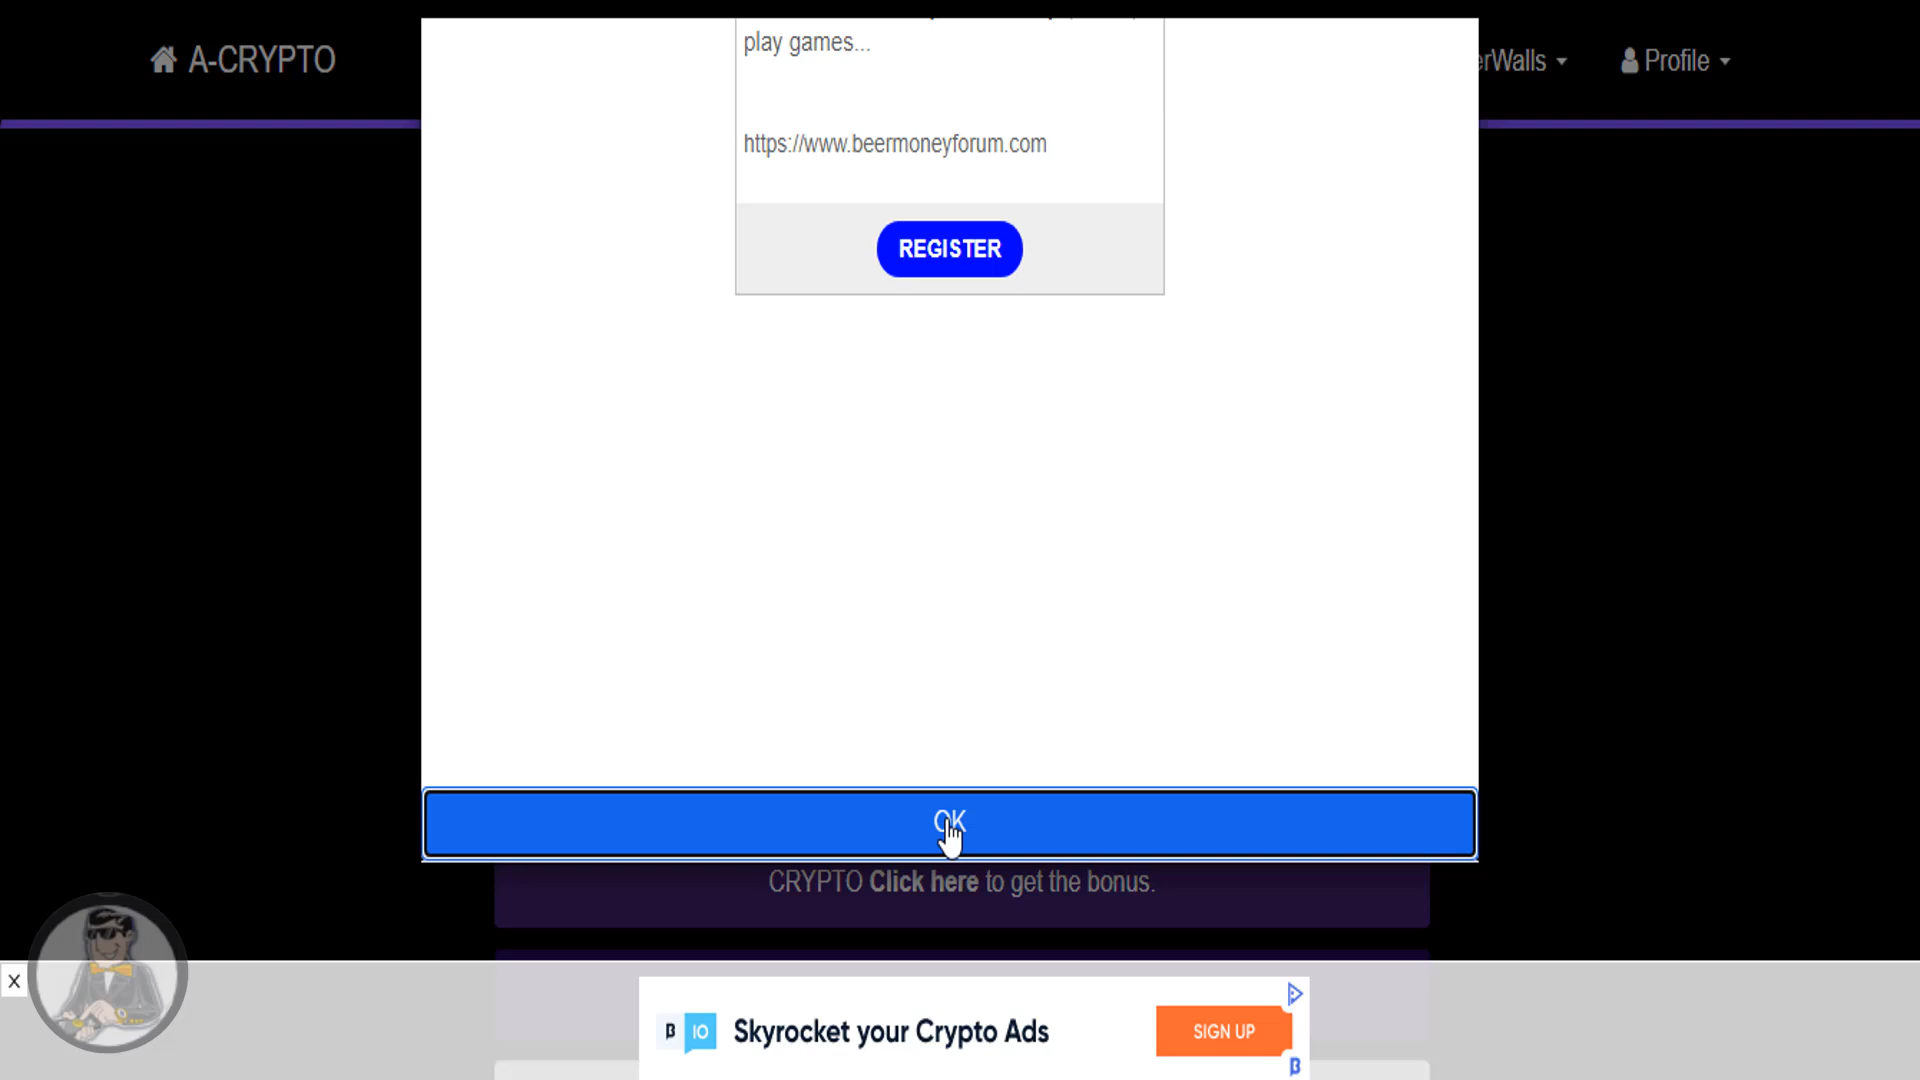 A-CRYPTO
erWalls
Profile
play games...
https://www.beermoneyforum.com
REGISTER
OK
CRYPTO Click here to get the bonus.
X
B IO
Skyrocket your Crypto Ads
SIGN UP
B